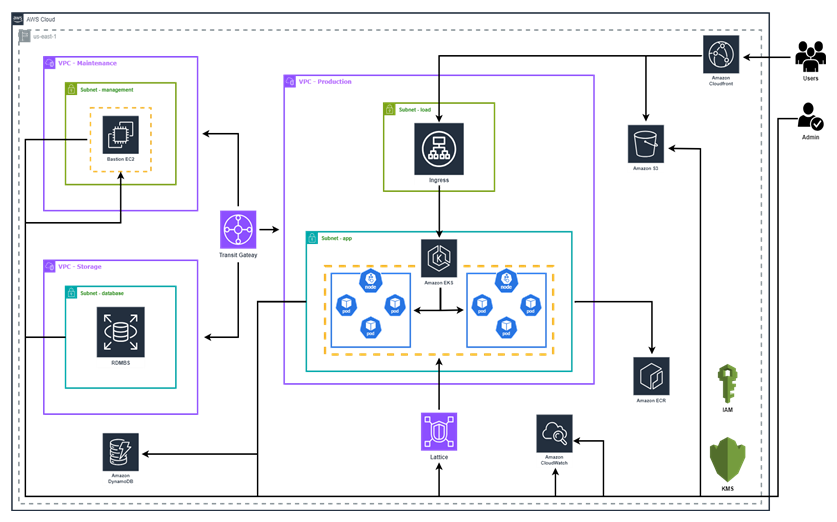 aws
AWS Cloud
us-east-1
VPC - Maintenance
Subnet - management
Bastion EC2
VPC - Production
Subnet - load
Ingress
Amazon
Cloudfront
Users
Admin
Amazon S3
Transit Gateay
Subnet - app
Amazon EKS
node
pod
pod
pod
node
pod
pod
pod
VPC - Storage
Subnet - database
RDMBS
Amazon ECR
IAM
Lattice
Amazon
CloudWatch
Amazon
DynamoDB
KMS